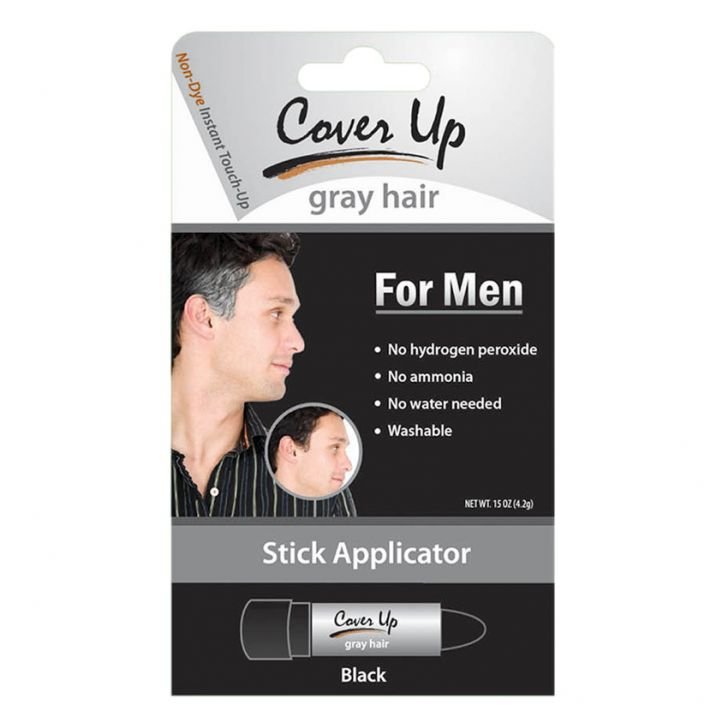 Non-Dye Instant Touch-Up
Cover Up
gray hair
For Men
• No hydrogen peroxide
• No ammonia
• No water needed
• Washable
NET WT. 15 OZ (4.2g)
Stick Applicator
Cover Up
gray hair
Black